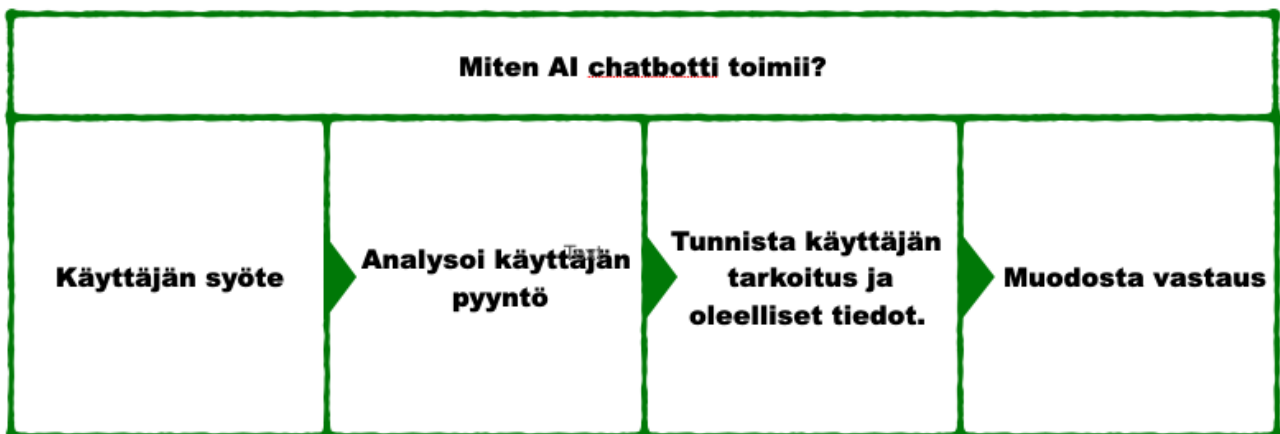 Miten AI chatbotti toimii?
Käyttäjän syöte
Analysoi käyttäjän
pyyntö
Tunnista käyttäjän
tarkoitus ja
oleelliset tiedot.
Muodosta vastaus